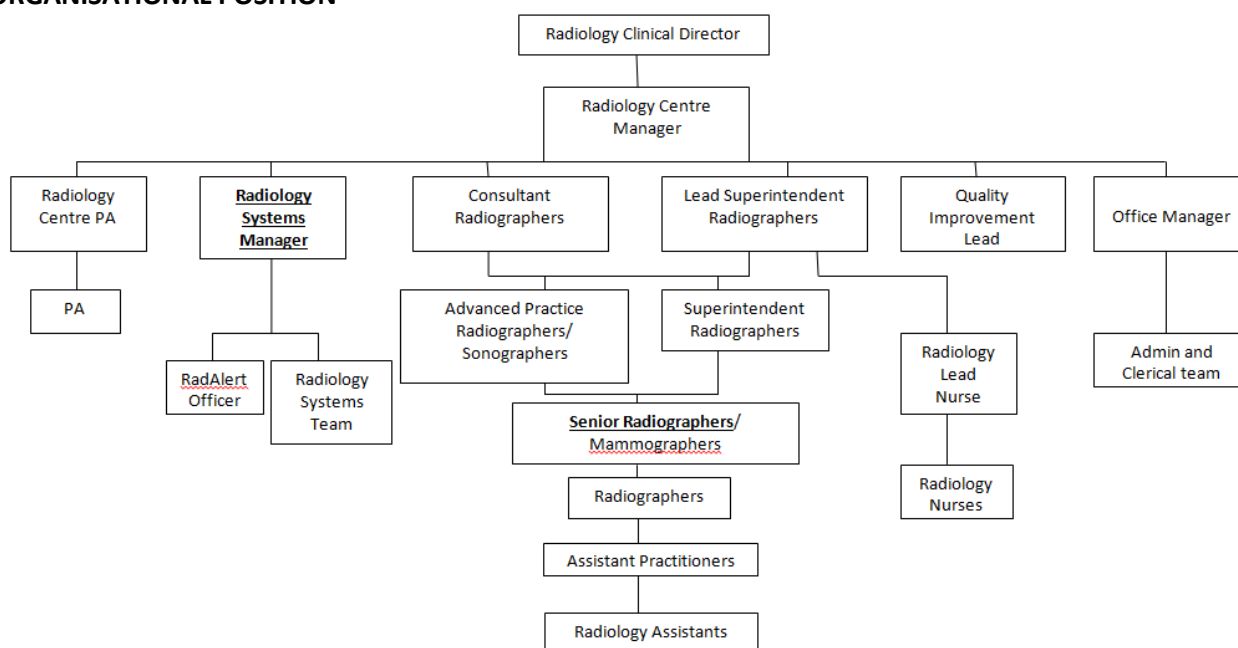 ORGANISATIONAL POSITION
Radiology Clinical Director
Radiology Centre
Manager
Radiology
Centre PA
Radiology
Systems
Manager
Consultant
Radiographers
Lead Superintendent
Radiographers
Quality
Improvement
Lead
Office Manager
PA
Advanced Practice
Radiographers/
Sonographers
Superintendent
Radiographers
RadAlert
Officer
Radiology
Systems
Team
Radiology
Lead
Nurse
Admin and
Clerical team
Senior Radiographers/
Mammographers
Radiographers
Radiology
Nurses
Assistant Practitioners
Radiology Assistants